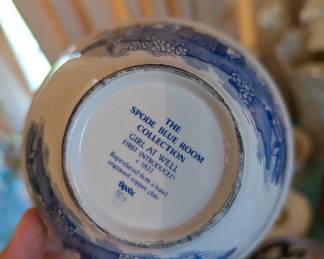 THE
SPODE BLUE ROOM
COLLECTION
GIRL AT WELL
FIRST INTRODUCED
c.1822
Reproduced from a hand
engraved copper plate
Spode